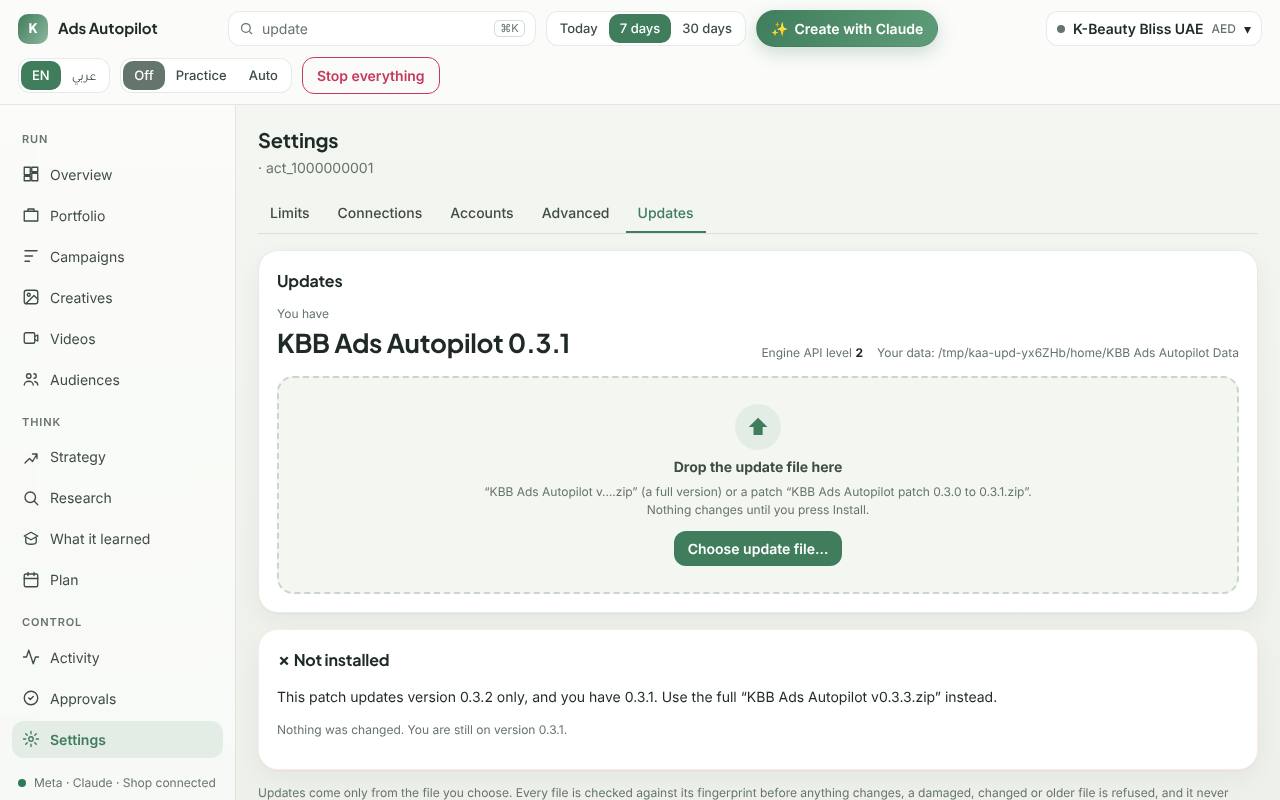 K
Ads Autopilot
update
⌘K
Today
7 days
30 days
✨ Create with Claude
K-Beauty Bliss UAE AED ▾
EN
عربي
Off
Practice
Auto
Stop everything
RUN
Overview
Portfolio
Campaigns
Creatives
Videos
Audiences
THINK
Strategy
Research
What it learned
Plan
CONTROL
Activity
Approvals
Settings
Meta · Claude · Shop connected
Settings
· act_1000000001
Limits
Connections
Accounts
Advanced
Updates
Updates
You have
KBB Ads Autopilot 0.3.1
Engine API level 2
Your data: /tmp/kaa-upd-yx6ZHb/home/KBB Ads Autopilot Data
Drop the update file here
“KBB Ads Autopilot v….zip” (a full version) or a patch “KBB Ads Autopilot patch 0.3.0 to 0.3.1.zip”.
Nothing changes until you press Install.
Choose update file…
× Not installed
This patch updates version 0.3.2 only, and you have 0.3.1. Use the full “KBB Ads Autopilot v0.3.3.zip” instead.
Nothing was changed. You are still on version 0.3.1.
Updates come only from the file you choose. Every file is checked against its fingerprint before anything changes, a damaged, changed or older file is refused, and it never